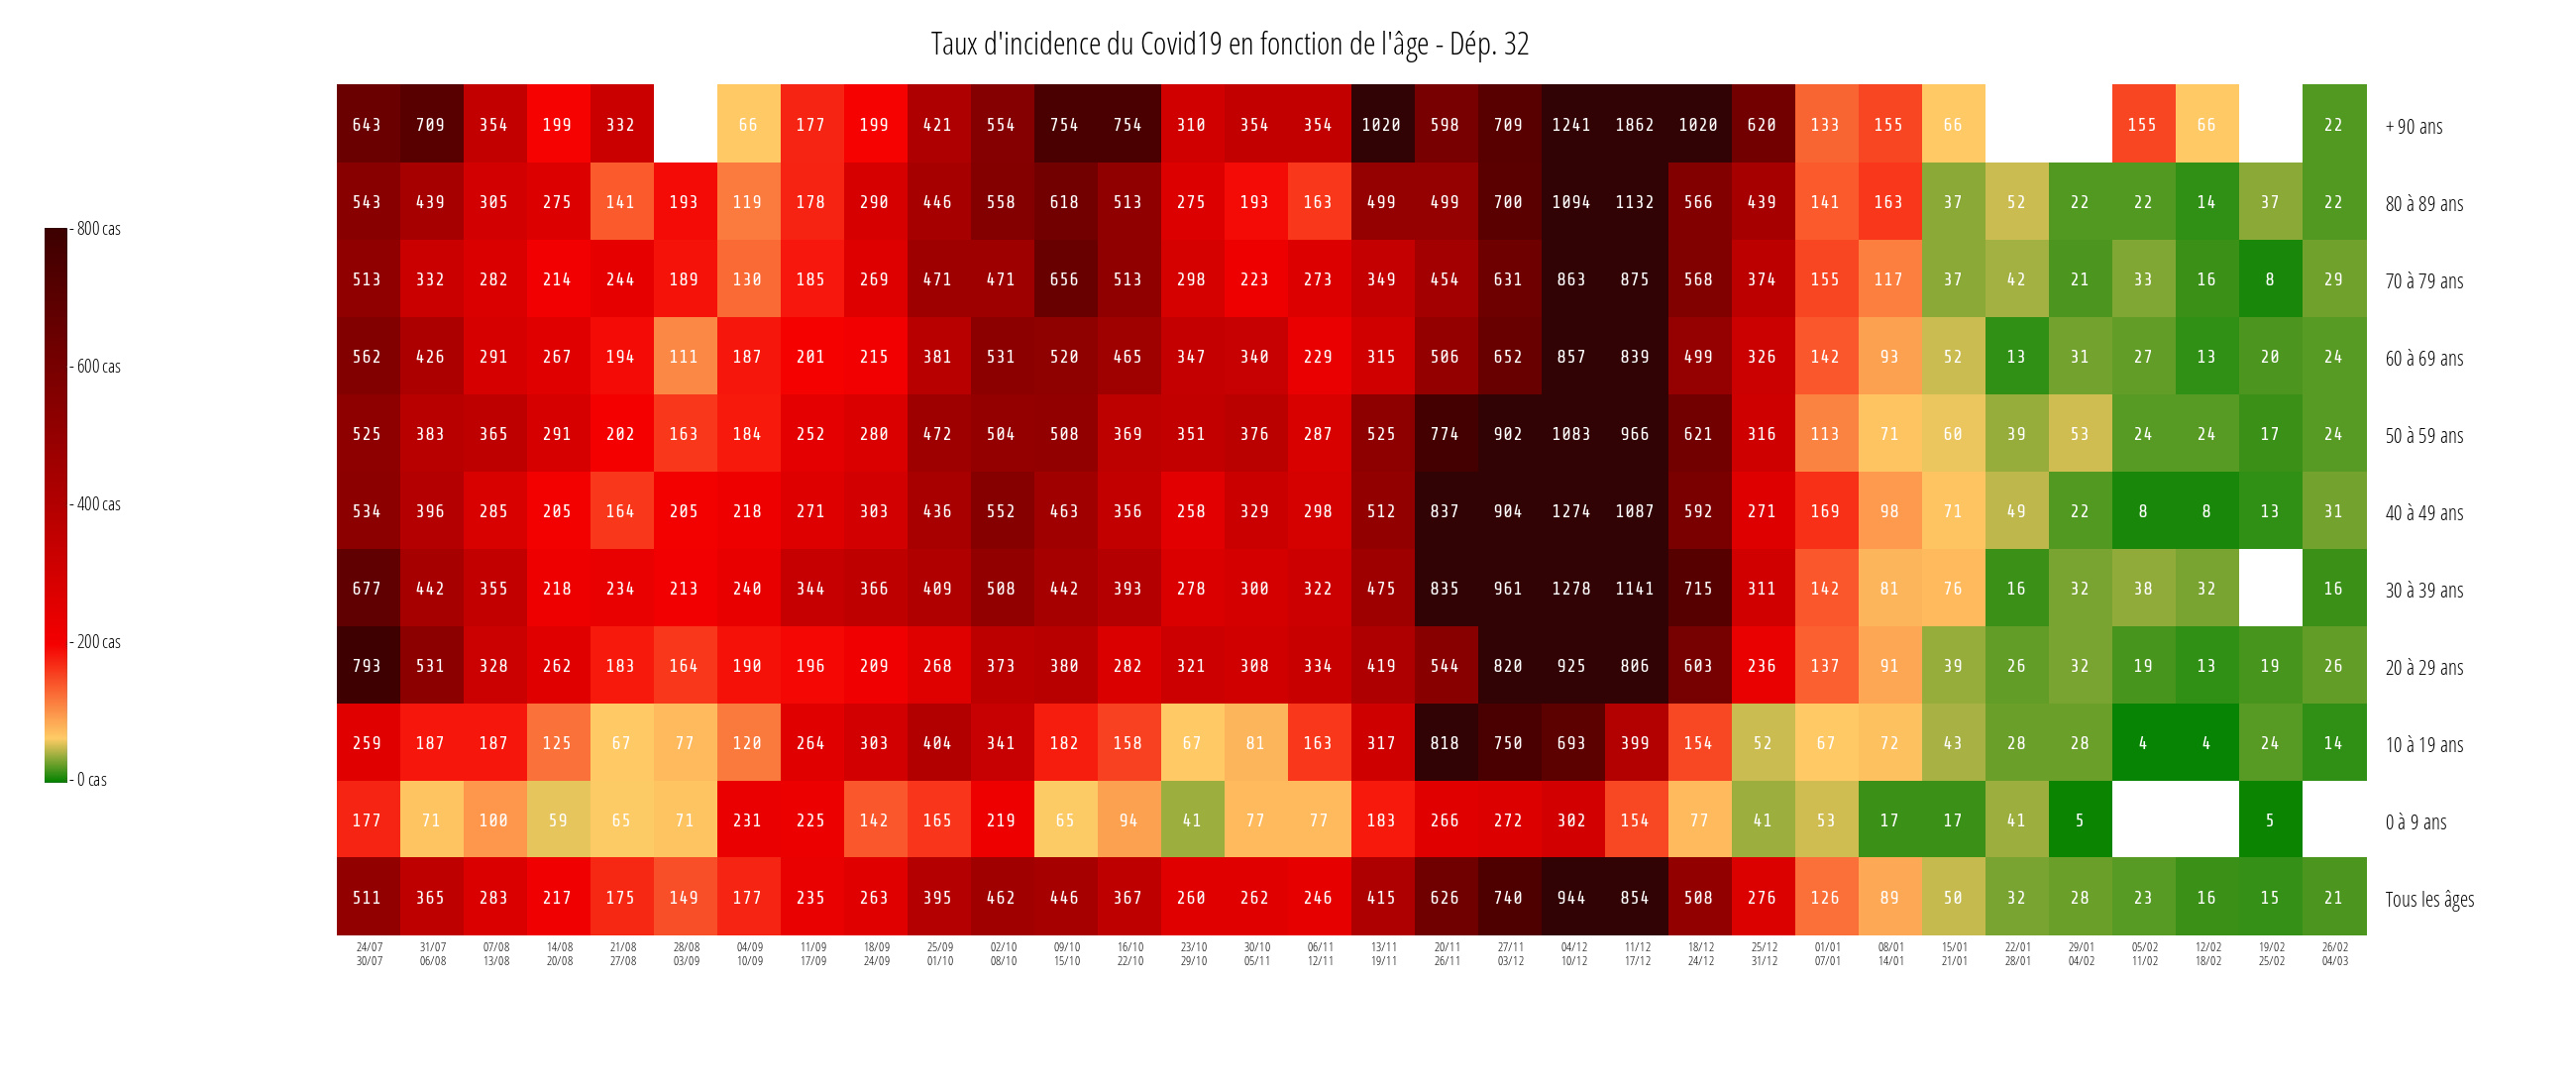 Taux d'incidence du Covid19 en fonction de l'âge - Dép. 32
- 800 cas
- 600 cas
- 400 cas
- 200 cas
- 0 cas
643 709 354 199 332 66 177 199 421 554 754 754 310 354 354 1020 598 709 1241 1862 1020 620 133 155 66 155 66 22 + 90 ans
543 439 305 275 141 193 119 178 290 446 558 618 513 275 193 163 499 499 700 1094 1132 566 439 141 163 37 52 22 22 14 37 22 80 à 89 ans
513 332 282 214 244 189 130 185 269 471 471 656 513 298 223 273 349 454 631 863 875 568 374 155 117 37 42 21 33 16 8 29 70 à 79 ans
562 426 291 267 194 111 187 201 215 381 531 520 465 347 340 229 315 506 652 857 839 499 326 142 93 52 13 31 27 13 20 24 60 à 69 ans
525 383 365 291 202 163 184 252 280 472 504 508 369 351 376 287 525 774 902 1083 966 621 316 113 71 60 39 53 24 24 17 24 50 à 59 ans
534 396 285 205 164 205 218 271 303 436 552 463 356 258 329 298 512 837 904 1274 1087 592 271 169 98 71 49 22 8 8 13 31 40 à 49 ans
677 442 355 218 234 213 240 344 366 409 508 442 393 278 300 322 475 835 961 1278 1141 715 311 142 81 76 16 32 38 32 16 30 à 39 ans
793 531 328 262 183 164 190 196 209 268 373 380 282 321 308 334 419 544 820 925 806 603 236 137 91 39 26 32 19 13 19 26 20 à 29 ans
259 187 187 125 67 77 120 264 303 404 341 182 158 67 81 163 317 818 750 693 399 154 52 67 72 43 28 28 4 4 24 14 10 à 19 ans
177 71 100 59 65 71 231 225 142 165 219 65 94 41 77 77 183 266 272 302 154 77 41 53 17 17 41 5 5 0 à 9 ans
511 365 283 217 175 149 177 235 263 395 462 446 367 260 262 246 415 626 740 944 854 508 276 126 89 50 32 28 23 16 15 21 Tous les âges
24/07 31/07 07/08 14/08 21/08 28/08 04/09 11/09 18/09 25/09 02/10 09/10 16/10 23/10 30/10 06/11 13/11 20/11 27/11 04/12 11/12 18/12 25/12 01/01 08/01 15/01 22/01 29/01 05/02 12/02 19/02 26/02
30/07 06/08 13/08 20/08 27/08 03/09 10/09 17/09 24/09 01/10 08/10 15/10 22/10 29/10 05/11 12/11 19/11 26/11 03/12 10/12 17/12 24/12 31/12 07/01 14/01 21/01 28/01 04/02 11/02 18/02 25/02 04/03